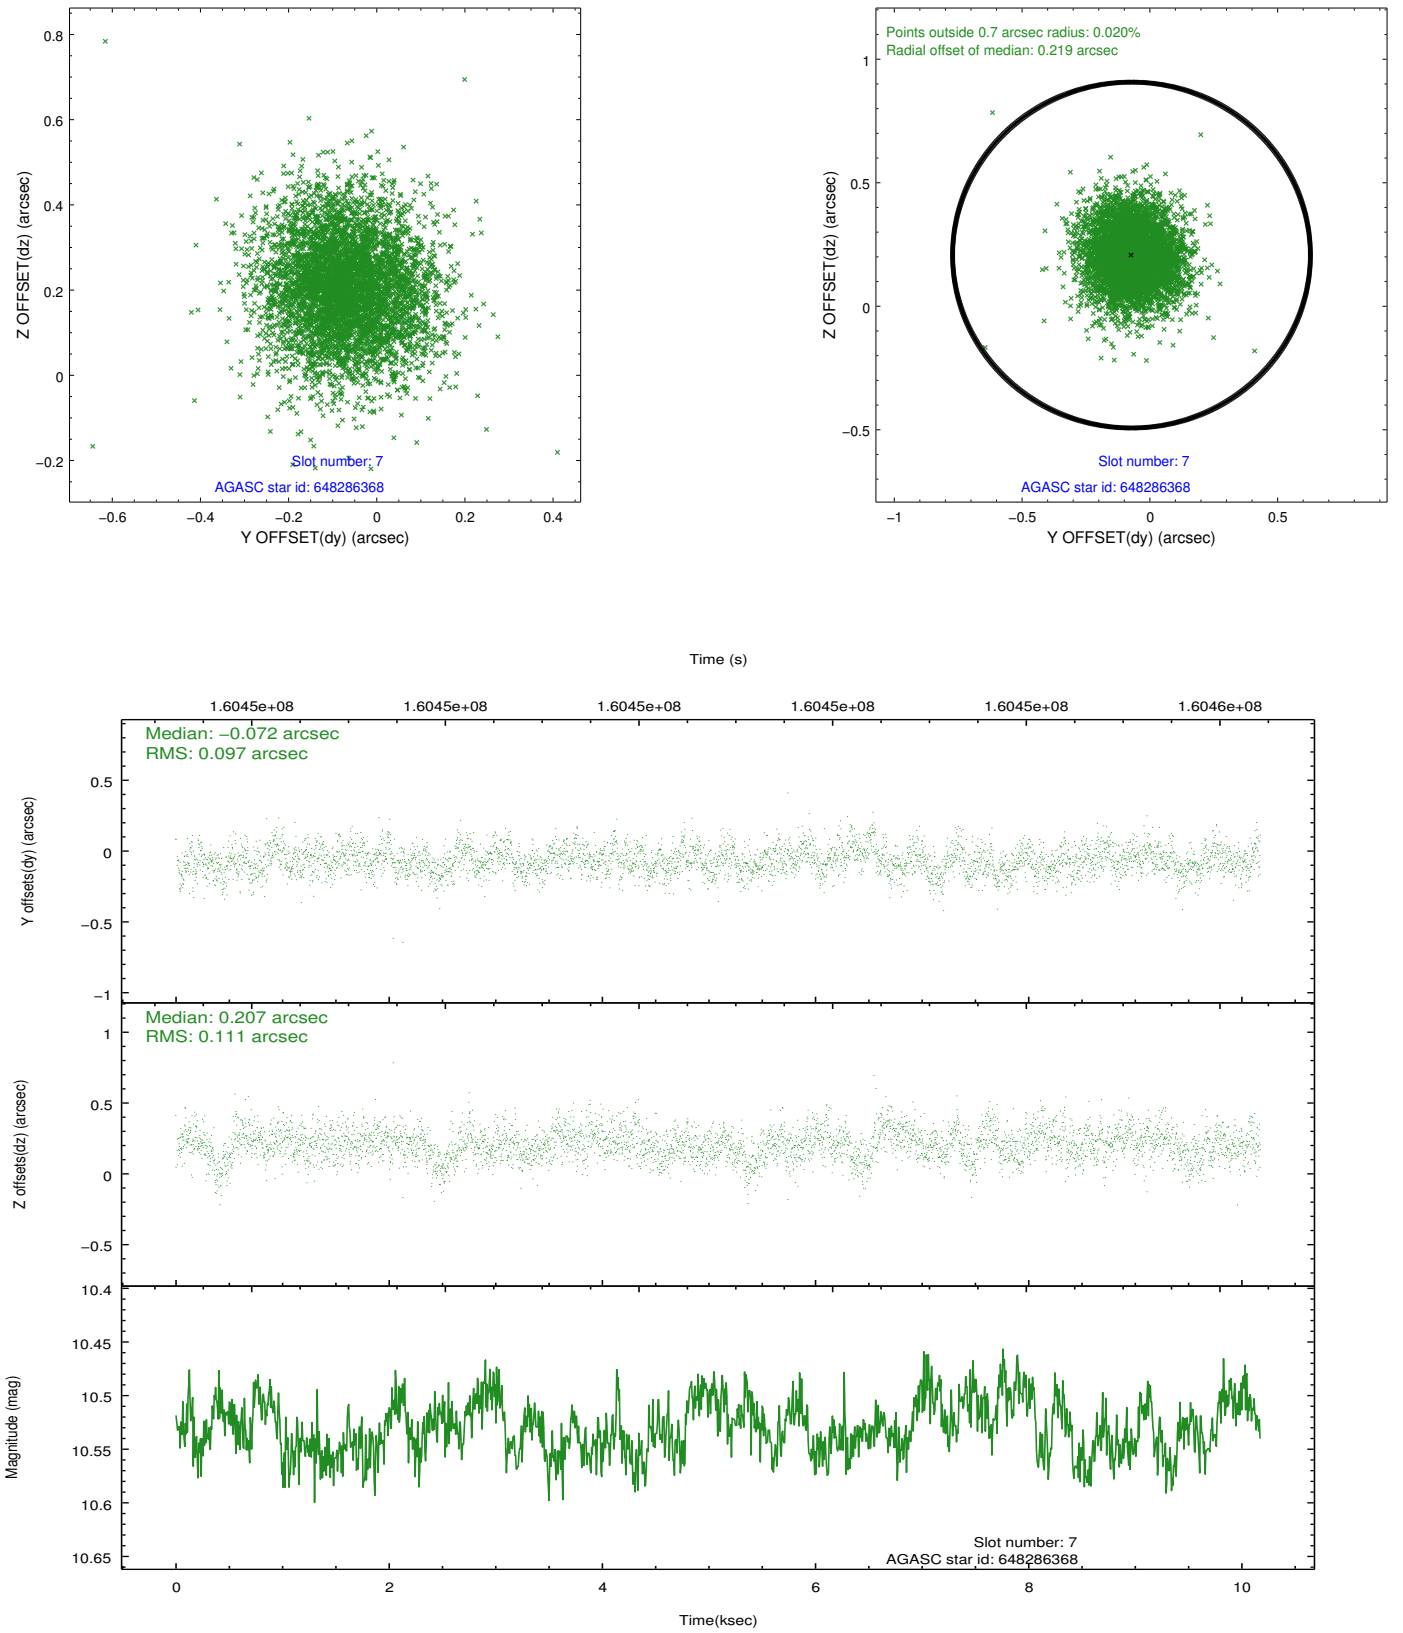 0.8
0.6
0.4
0.2
0
−0.2
−0.6
−0.4
−0.2
0
0.2
0.4
Z OFFSET(dz) (arcsec)
Y OFFSET(dy) (arcsec)
Slot number: 7
AGASC star id: 648286368
Points outside 0.7 arcsec radius: 0.020%
Radial offset of median: 0.219 arcsec
1
0.5
0
−0.5
−1
−0.5
0
0.5
Z OFFSET(dz) (arcsec)
Y OFFSET(dy) (arcsec)
Slot number: 7
AGASC star id: 648286368
Time (s)
1.6045e+08 1.6045e+08 1.6045e+08 1.6045e+08 1.6045e+08 1.6046e+08
Median: −0.072 arcsec
RMS: 0.097 arcsec
0.5
0
−0.5
−1
Y offsets(dy) (arcsec)
Median: 0.207 arcsec
RMS: 0.111 arcsec
1
0.5
0
−0.5
Z offsets(dz) (arcsec)
10.4
10.45
10.5
10.55
10.6
10.65
Magnitude (mag)
Slot number: 7
AGASC star id: 648286368
0 2 4 6 8 10
Time(ksec)